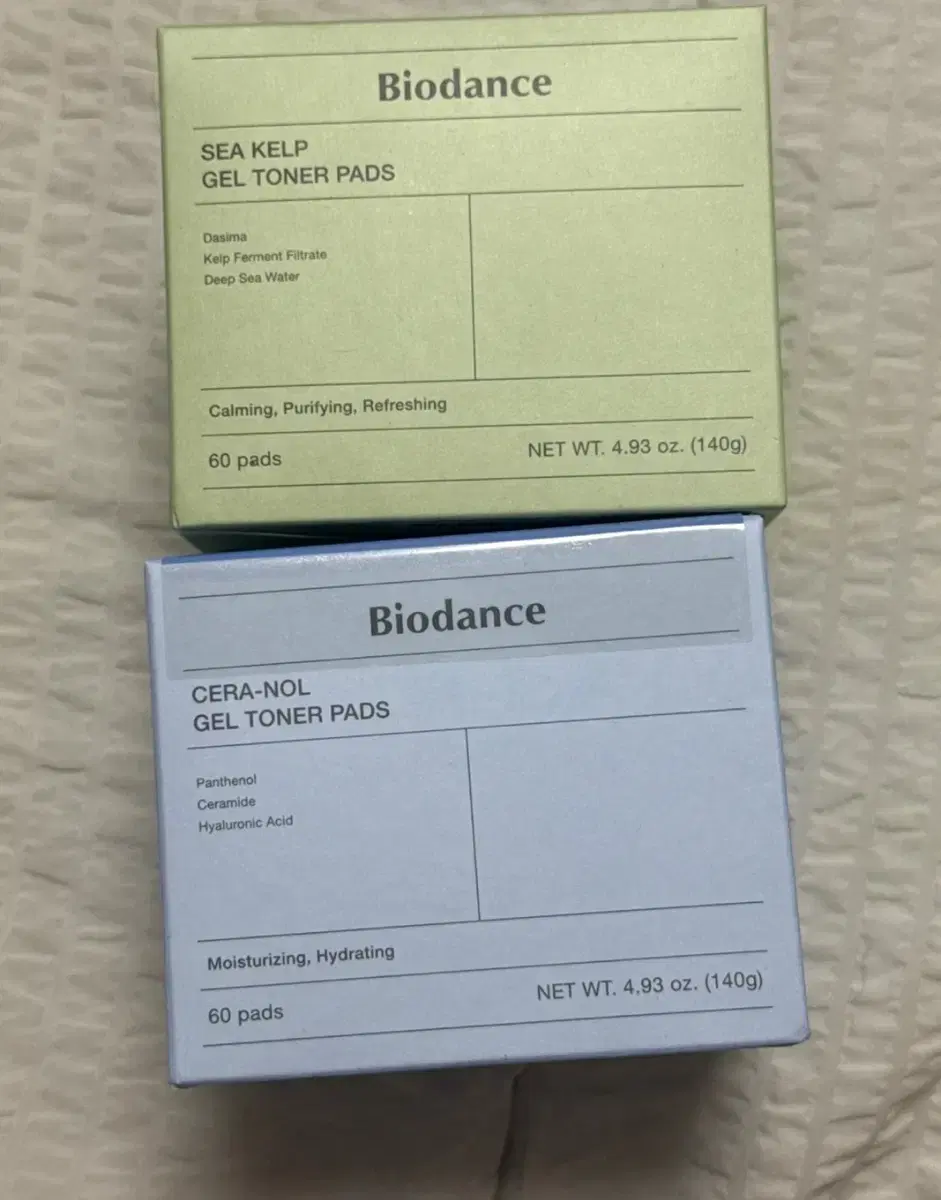 Biodance
SEA KELP
GEL TONER PADS
Dasima
Kelp Ferment Filtrate
Deep Sea Water
Calming, Purifying, Refreshing
60 pads
NET WT. 4.93 oz. (140g)
Biodance
CERA-NOL
GEL TONER PADS
Panthenol
Ceramide
Hyaluronic Acid
Moisturizing, Hydrating
60 pads
NET WT. 4.93 oz. (140g)